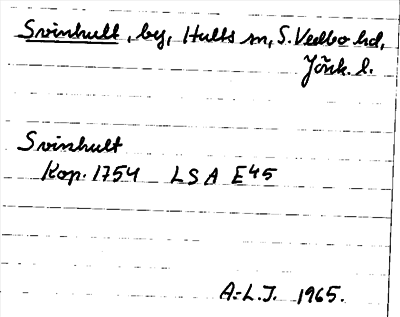 Svinhult, by, Hults sn, S. Vedbo hd,
Jönk. l.
Svinhult
Kop. 1754 LSA E45
A.-L.J. 1965.